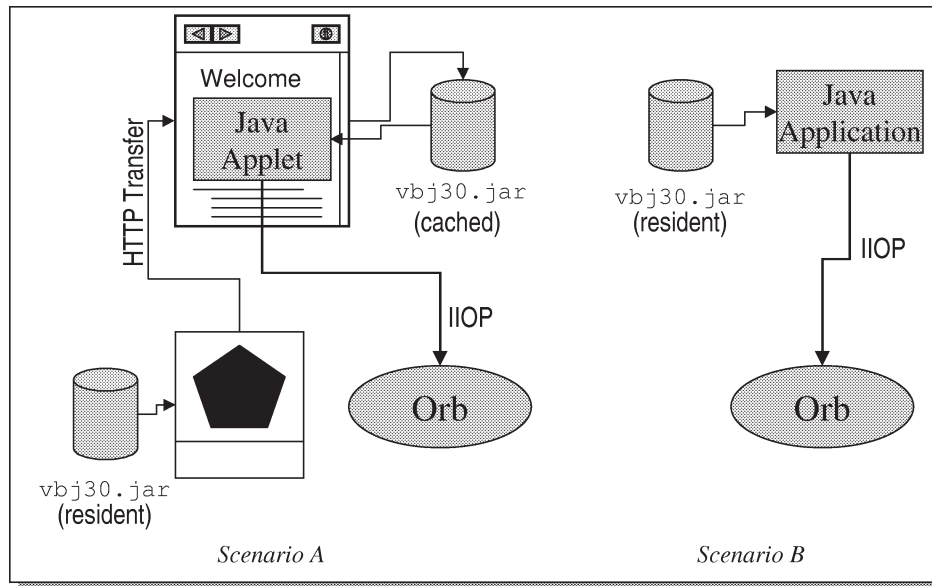 Welcome
Java
Applet
HTTP Transfer
vbj30.jar
(cached)
IIOP
Orb
vbj30.jar
(resident)
Scenario A
vbj30.jar
(resident)
Java
Application
IIOP
Orb
Scenario B